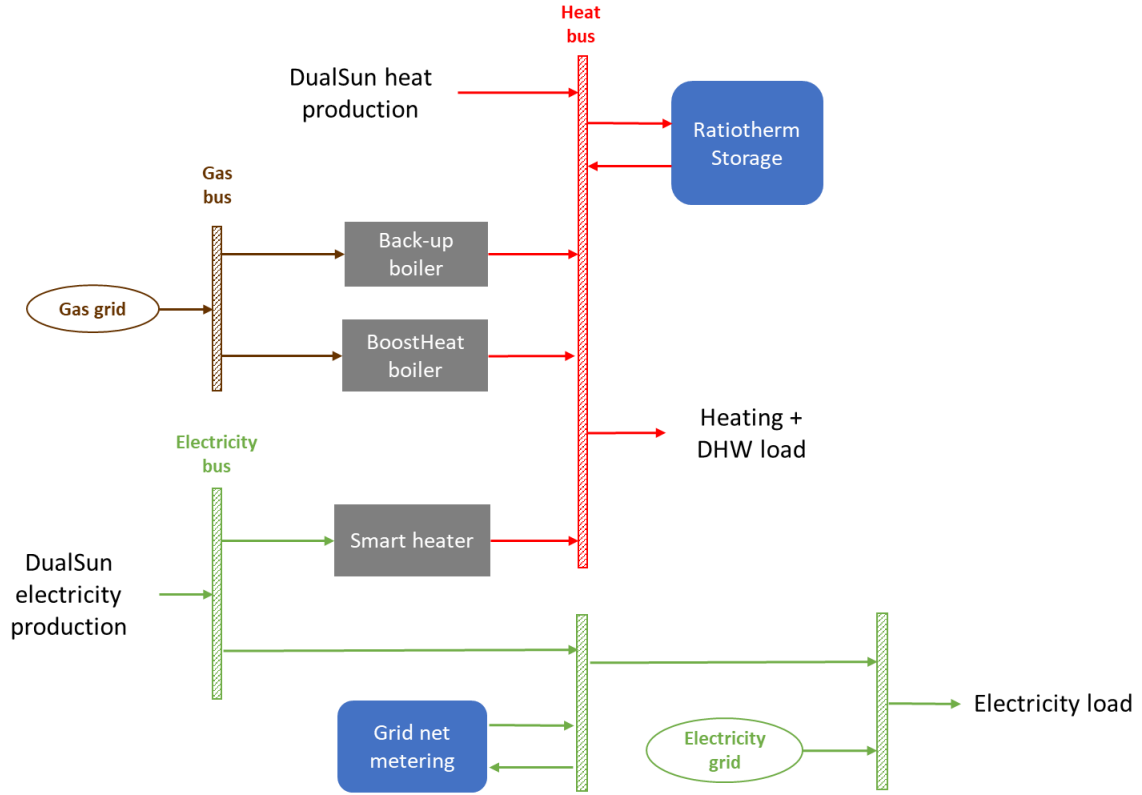 Heat
bus
DualSun heat
production
Ratiotherm
Storage
Gas
bus
Back-up
boiler
Gas grid
BoostHeat
boiler
Heating +
DHW load
Electricity
bus
Smart heater
DualSun
electricity
production
Electricity load
Grid net
metering
Electricity
grid